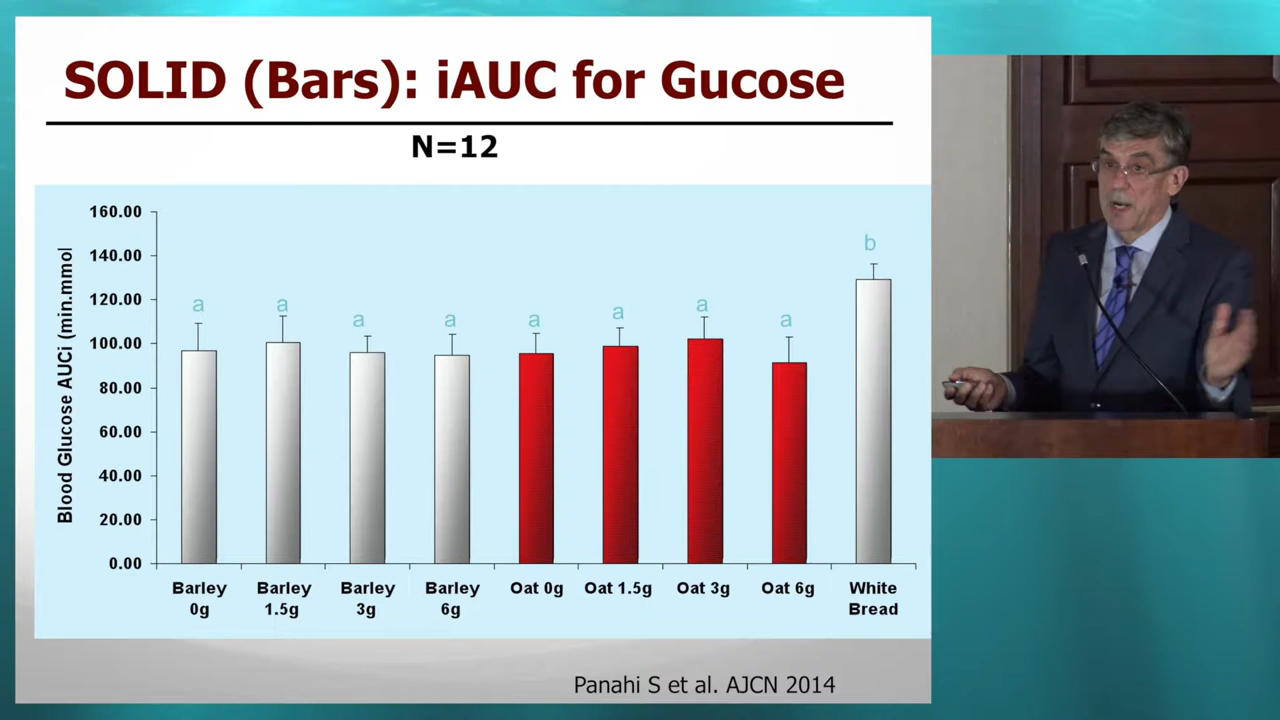 SOLID (Bars): iAUC for Gucose
N=12
Blood Glucose AUCi (min.mmol
160.00
140.00
120.00
100.00
80.00
60.00
40.00
20.00
0.00
a a a a a a a a b
Barley 0g
Barley 1.5g
Barley 3g
Barley 6g
Oat 0g
Oat 1.5g
Oat 3g
Oat 6g
White Bread
Panahi S et al. AJCN 2014